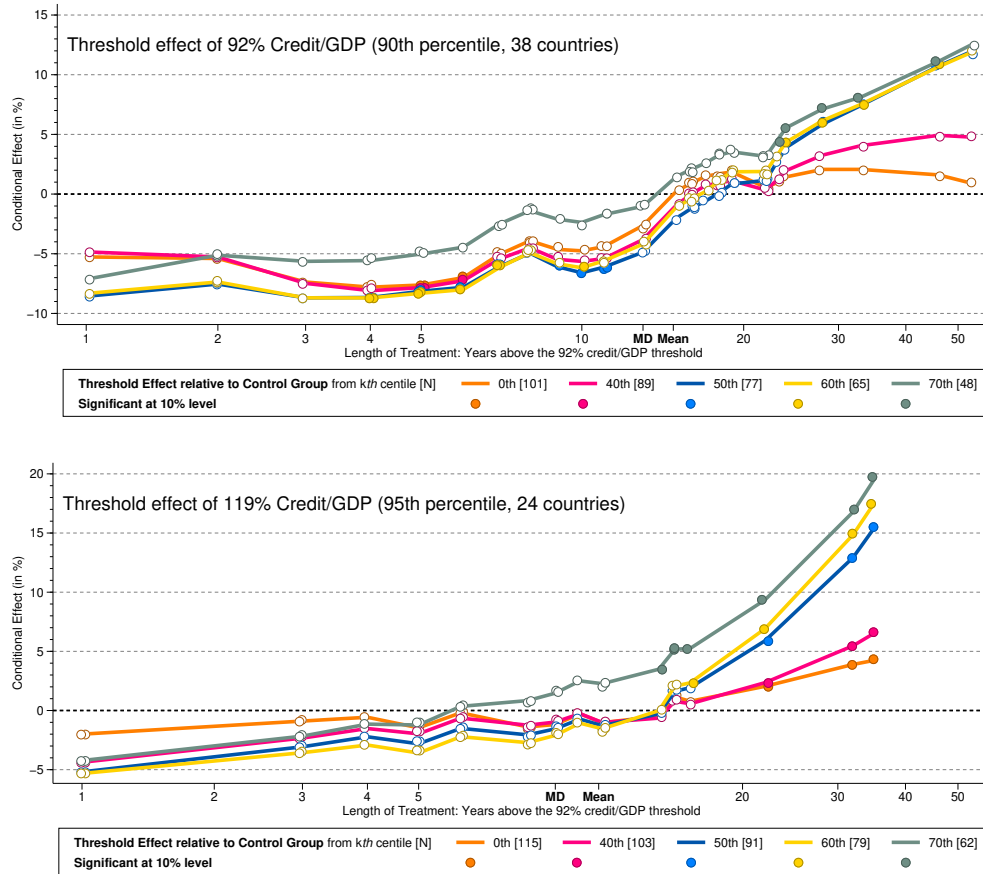 Threshold effect of 92% Credit/GDP (90th percentile, 38 countries)
Conditional Effect (in %)
15
10
5
0
−5
−10
1 2 3 4 5 10 MD Mean 20 30 40 50
Length of Treatment: Years above the 92% credit/GDP threshold
Threshold Effect relative to Control Group from kth centile [N] 0th [101] 40th [89] 50th [77] 60th [65] 70th [48]
Significant at 10% level
Threshold effect of 119% Credit/GDP (95th percentile, 24 countries)
Conditional Effect (in %)
20
15
10
5
0
−5
1 2 3 4 5 MD Mean 20 30 40 50
Length of Treatment: Years above the 92% credit/GDP threshold
Threshold Effect relative to Control Group from kth centile [N] 0th [115] 40th [103] 50th [91] 60th [79] 70th [62]
Significant at 10% level